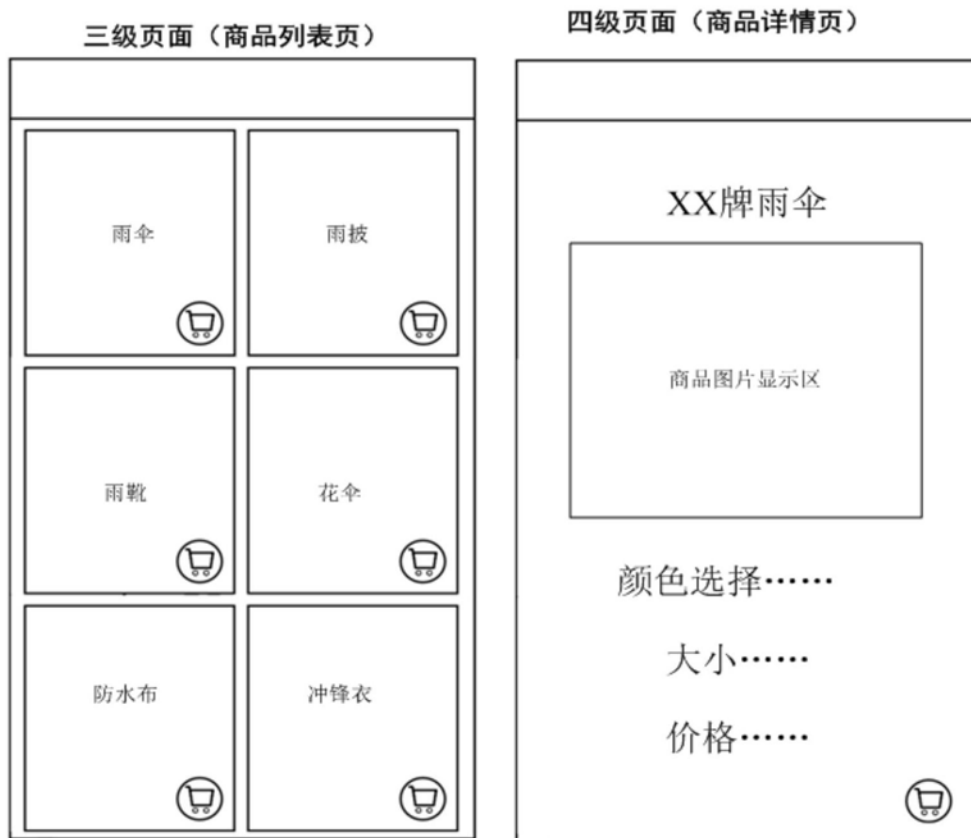 三级页面（商品列表页）
雨伞
雨披
雨靴
花伞
防水布
冲锋衣
四级页面（商品详情页）
XX牌雨伞
商品图片显示区
颜色选择······
大小······
价格······